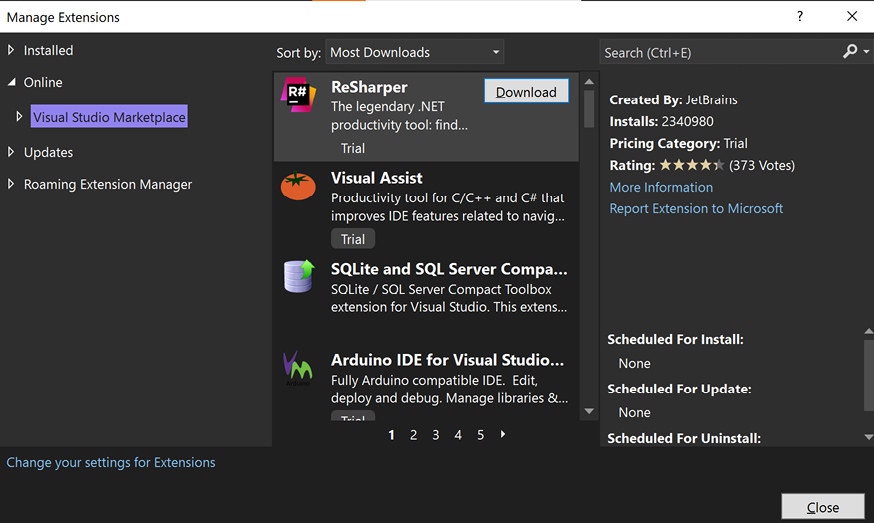 Manage Extensions
?
Installed
Online
Visual Studio Marketplace
Updates
Roaming Extension Manager
Sort by: Most Downloads
R#
ReSharper
Download
The legendary .NET
productivity tool: find...
Trial
Visual Assist
Productivity tool for C/C++ and C# that
improves IDE features related to navig...
Trial
SQLite and SQL Server Compa...
SQLite / SQL Server Compact Toolbox
extension for Visual Studio. This extens...
VM
Arduino
Arduino IDE for Visual Studio...
Fully Arduino compatible IDE. Edit,
deploy and debug. Manage libraries &...
Trial
1 2 3 4 5
Search (Ctrl+E)
Created By: JetBrains
Installs: 2340980
Pricing Category: Trial
Rating: (373 Votes)
More Information
Report Extension to Microsoft
Scheduled For Install:
None
Scheduled For Update:
None
Scheduled For Uninstall:
Change your settings for Extensions
Close